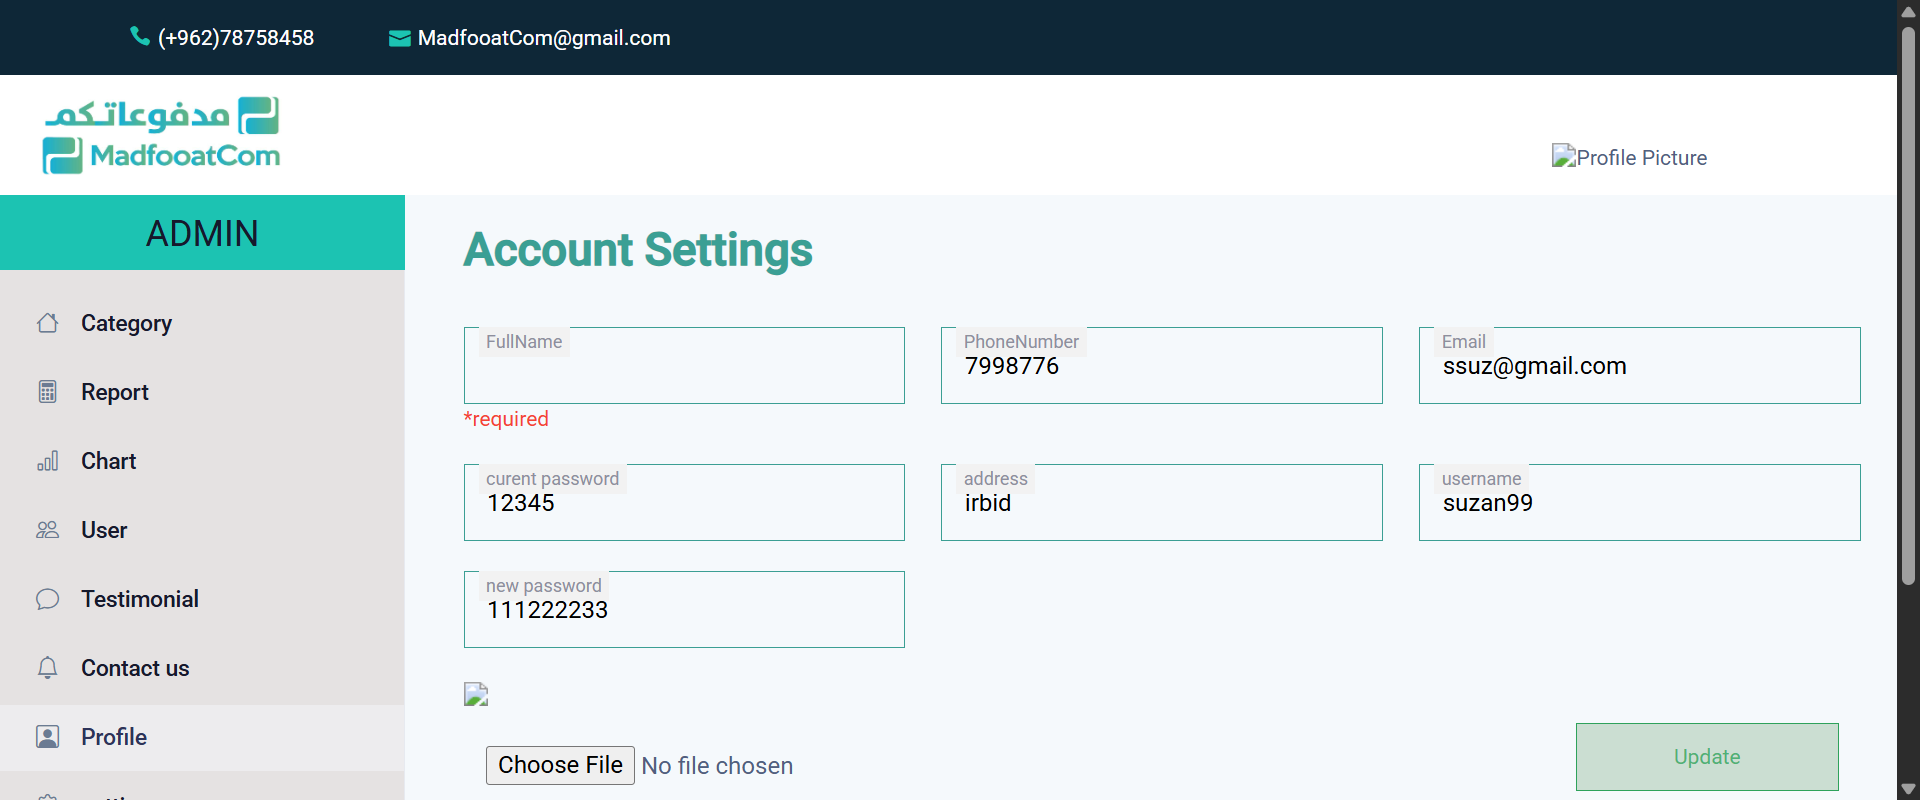 (+962)78758458
MadfooatCom@gmail.com
مدفوعاتكم
MadfooatCom
Profile Picture
ADMIN
Category
Report
Chart
User
Testimonial
Contact us
Profile
Account Settings
FullName
*required
PhoneNumber
7998776
Email
ssuz@gmail.com
curent password
12345
address
irbid
username
suzan99
new password
111222233
Choose File No file chosen
Update